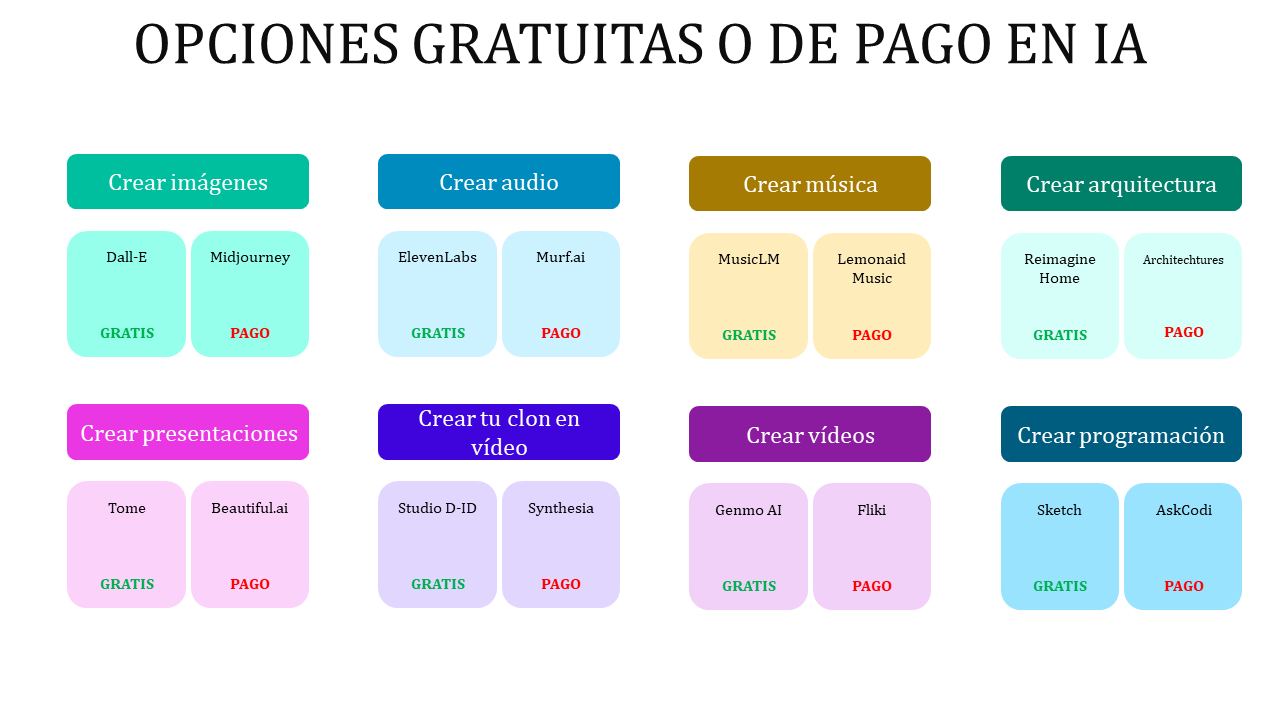 OPCIONES GRATUITAS O DE PAGO EN IA
Crear imágenes
Dall-E
GRATIS
Midjourney
PAGO
Crear audio
ElevenLabs
GRATIS
Murf.ai
PAGO
Crear música
MusicLM
GRATIS
Lemonaid
Music
PAGO
Crear arquitectura
Reimagine
Home
GRATIS
Architechtures
PAGO
Crear presentaciones
Tome
GRATIS
Beautiful.ai
PAGO
Crear tu clon en
vídeo
Studio D-ID
GRATIS
Synthesia
PAGO
Crear vídeos
Genmo AI
GRATIS
Fliki
PAGO
Crear programación
Sketch
GRATIS
AskCodi
PAGO